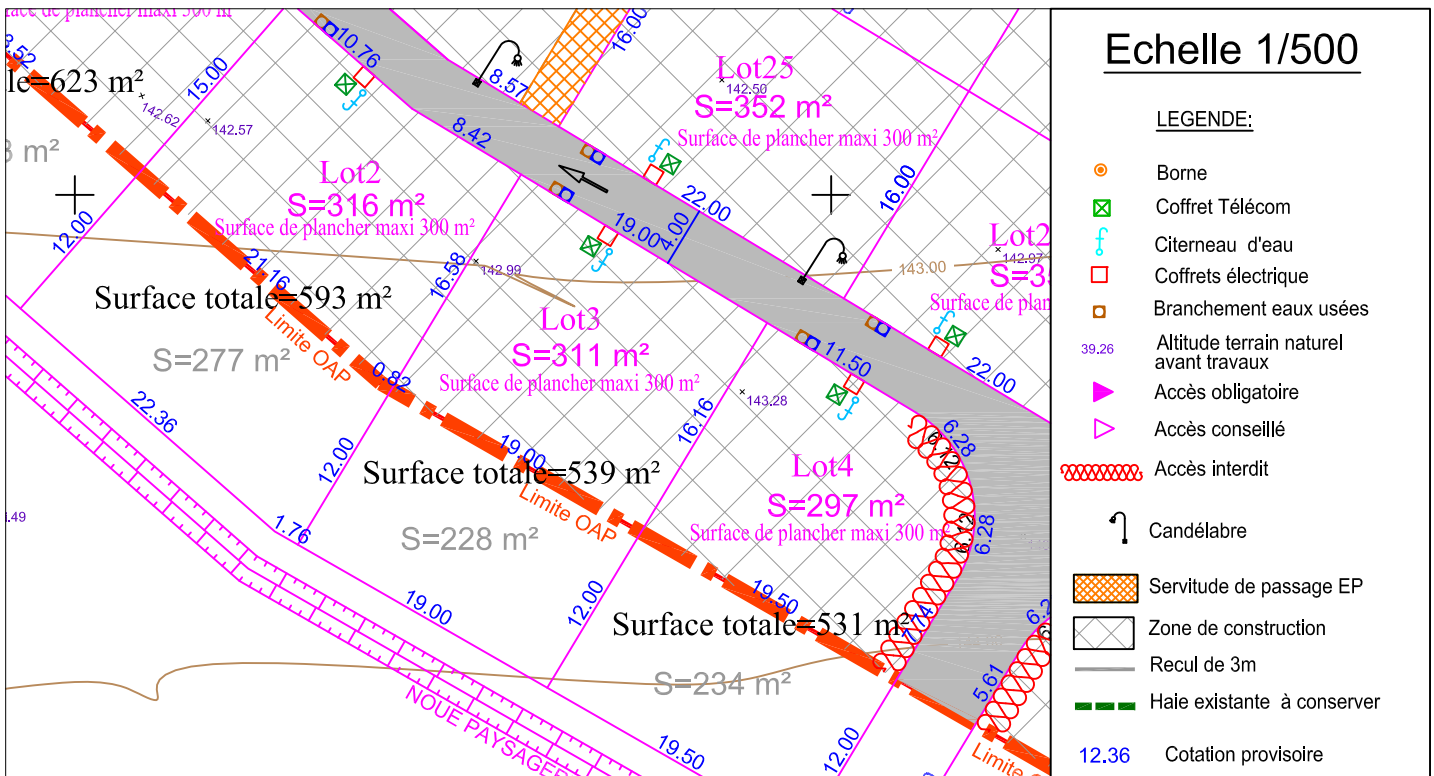 10.76
16.00
8.57
15.00
le=623 m²
142.62
142.57
8.42
Lot25
142.50
S=352 m²
Surface de plancher maxi 300 m²
Lot2
S=316 m²
Surface de plancher maxi 300 m²
12.00
16.00
22.00
19.00
4.00
142.99
16.58
21.16
Surface totale=593 m²
Limite OAP
S=277 m²
142.97
143.00
Lot3
S=311 m²
Surface de plancher maxi 300 m²
11.50
22.00
0.82
22.36
12.00
16.16
143.28
19.00
Surface totale=539 m²
Limite OAP
S=228 m²
Lot4
S=297 m²
Surface de plancher maxi 300 m²
6.28
6.12
6.12
6.28
1.76
19.00
12.00
19.50
Surface totale=531 m²
7.74
S=234 m²
5.61
NOUE PAYSAGER
19.50
12.00
Limite
Echelle 1/500
LEGENDE:
Borne
Coffret Télécom
Citerneau d'eau
Coffrets électrique
Branchement eaux usées
39.26 Altitude terrain naturel
avant travaux
Accès obligatoire
Accès conseillé
Accès interdit
Candélabre
Servitude de passage EP
Zone de construction
Recul de 3m
Haie existante à conserver
12.36 Cotation provisoire